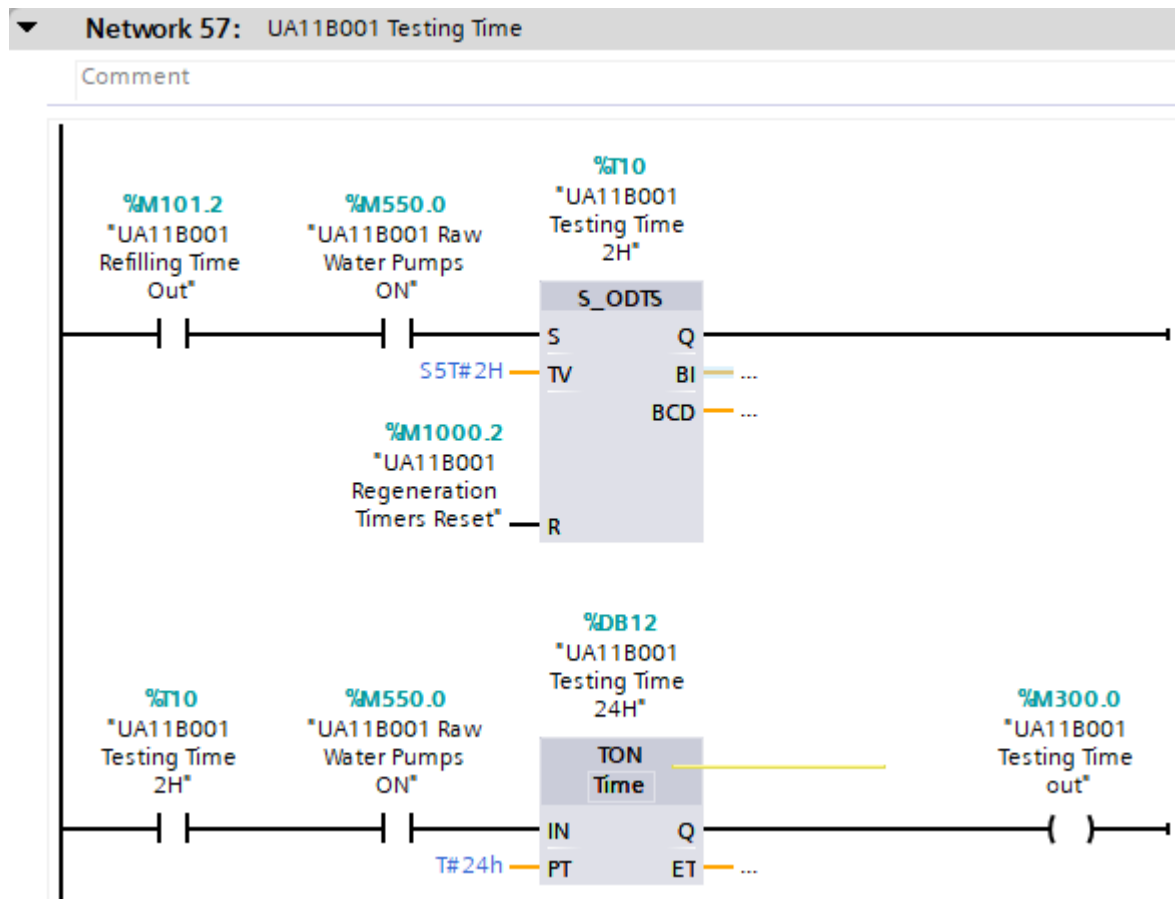 Network 57: UA11B001 Testing Time
Comment
%T10
"UA11B001
Testing Time
2H"
%M101.2
"UA11B001
Refilling Time
Out"
%M550.0
"UA11B001 Raw
Water Pumps
ON"
S_ODTS
S Q
S5T#2H TV BI ...
BCD ...
%M1000.2
"UA11B001
Regeneration
Timers Reset" R
%DB12
"UA11B001
Testing Time
24H"
%T10
"UA11B001
Testing Time
2H"
%M550.0
"UA11B001 Raw
Water Pumps
ON"
TON
Time
%M300.0
"UA11B001
Testing Time
out"
IN Q
T#24h PT ET ...